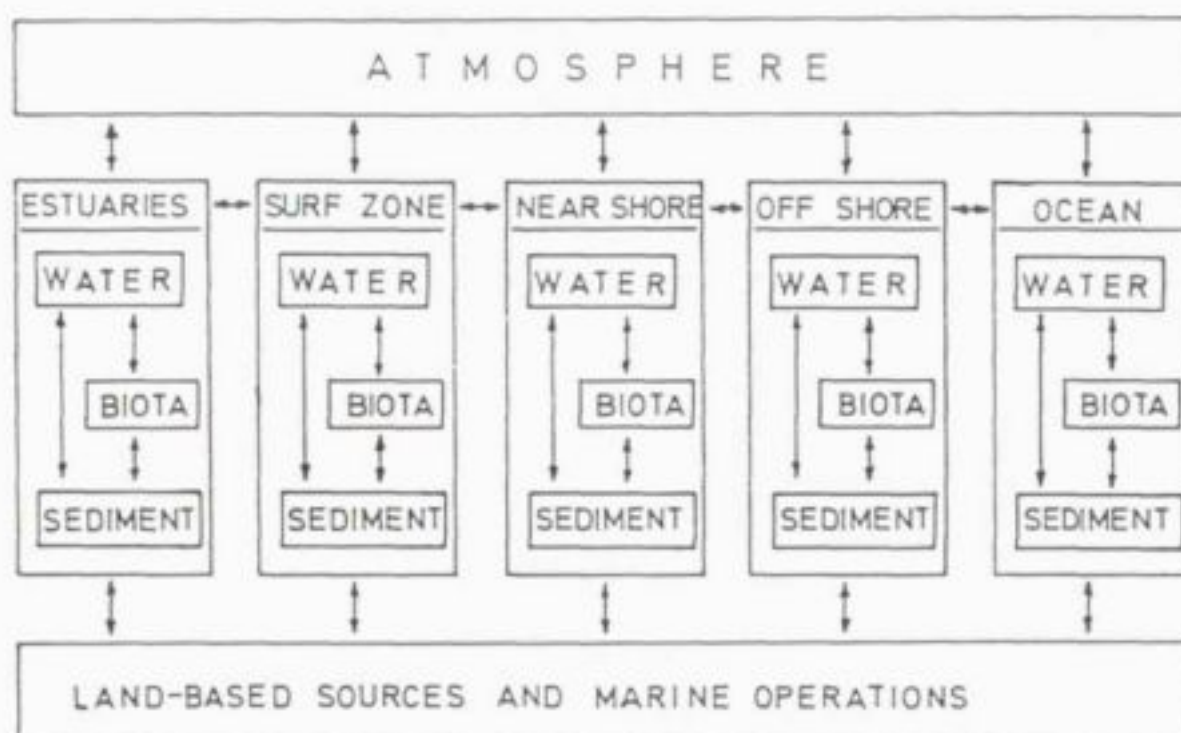 ATMOSPHERE
ESTUARIES
SURF ZONE
NEAR SHORE
OFF SHORE
OCEAN
WATER
WATER
WATER
WATER
WATER
BIOTA
BIOTA
BIOTA
BIOTA
BIOTA
SEDIMENT
SEDIMENT
SEDIMENT
SEDIMENT
SEDIMENT
LAND-BASED SOURCES AND MARINE OPERATIONS